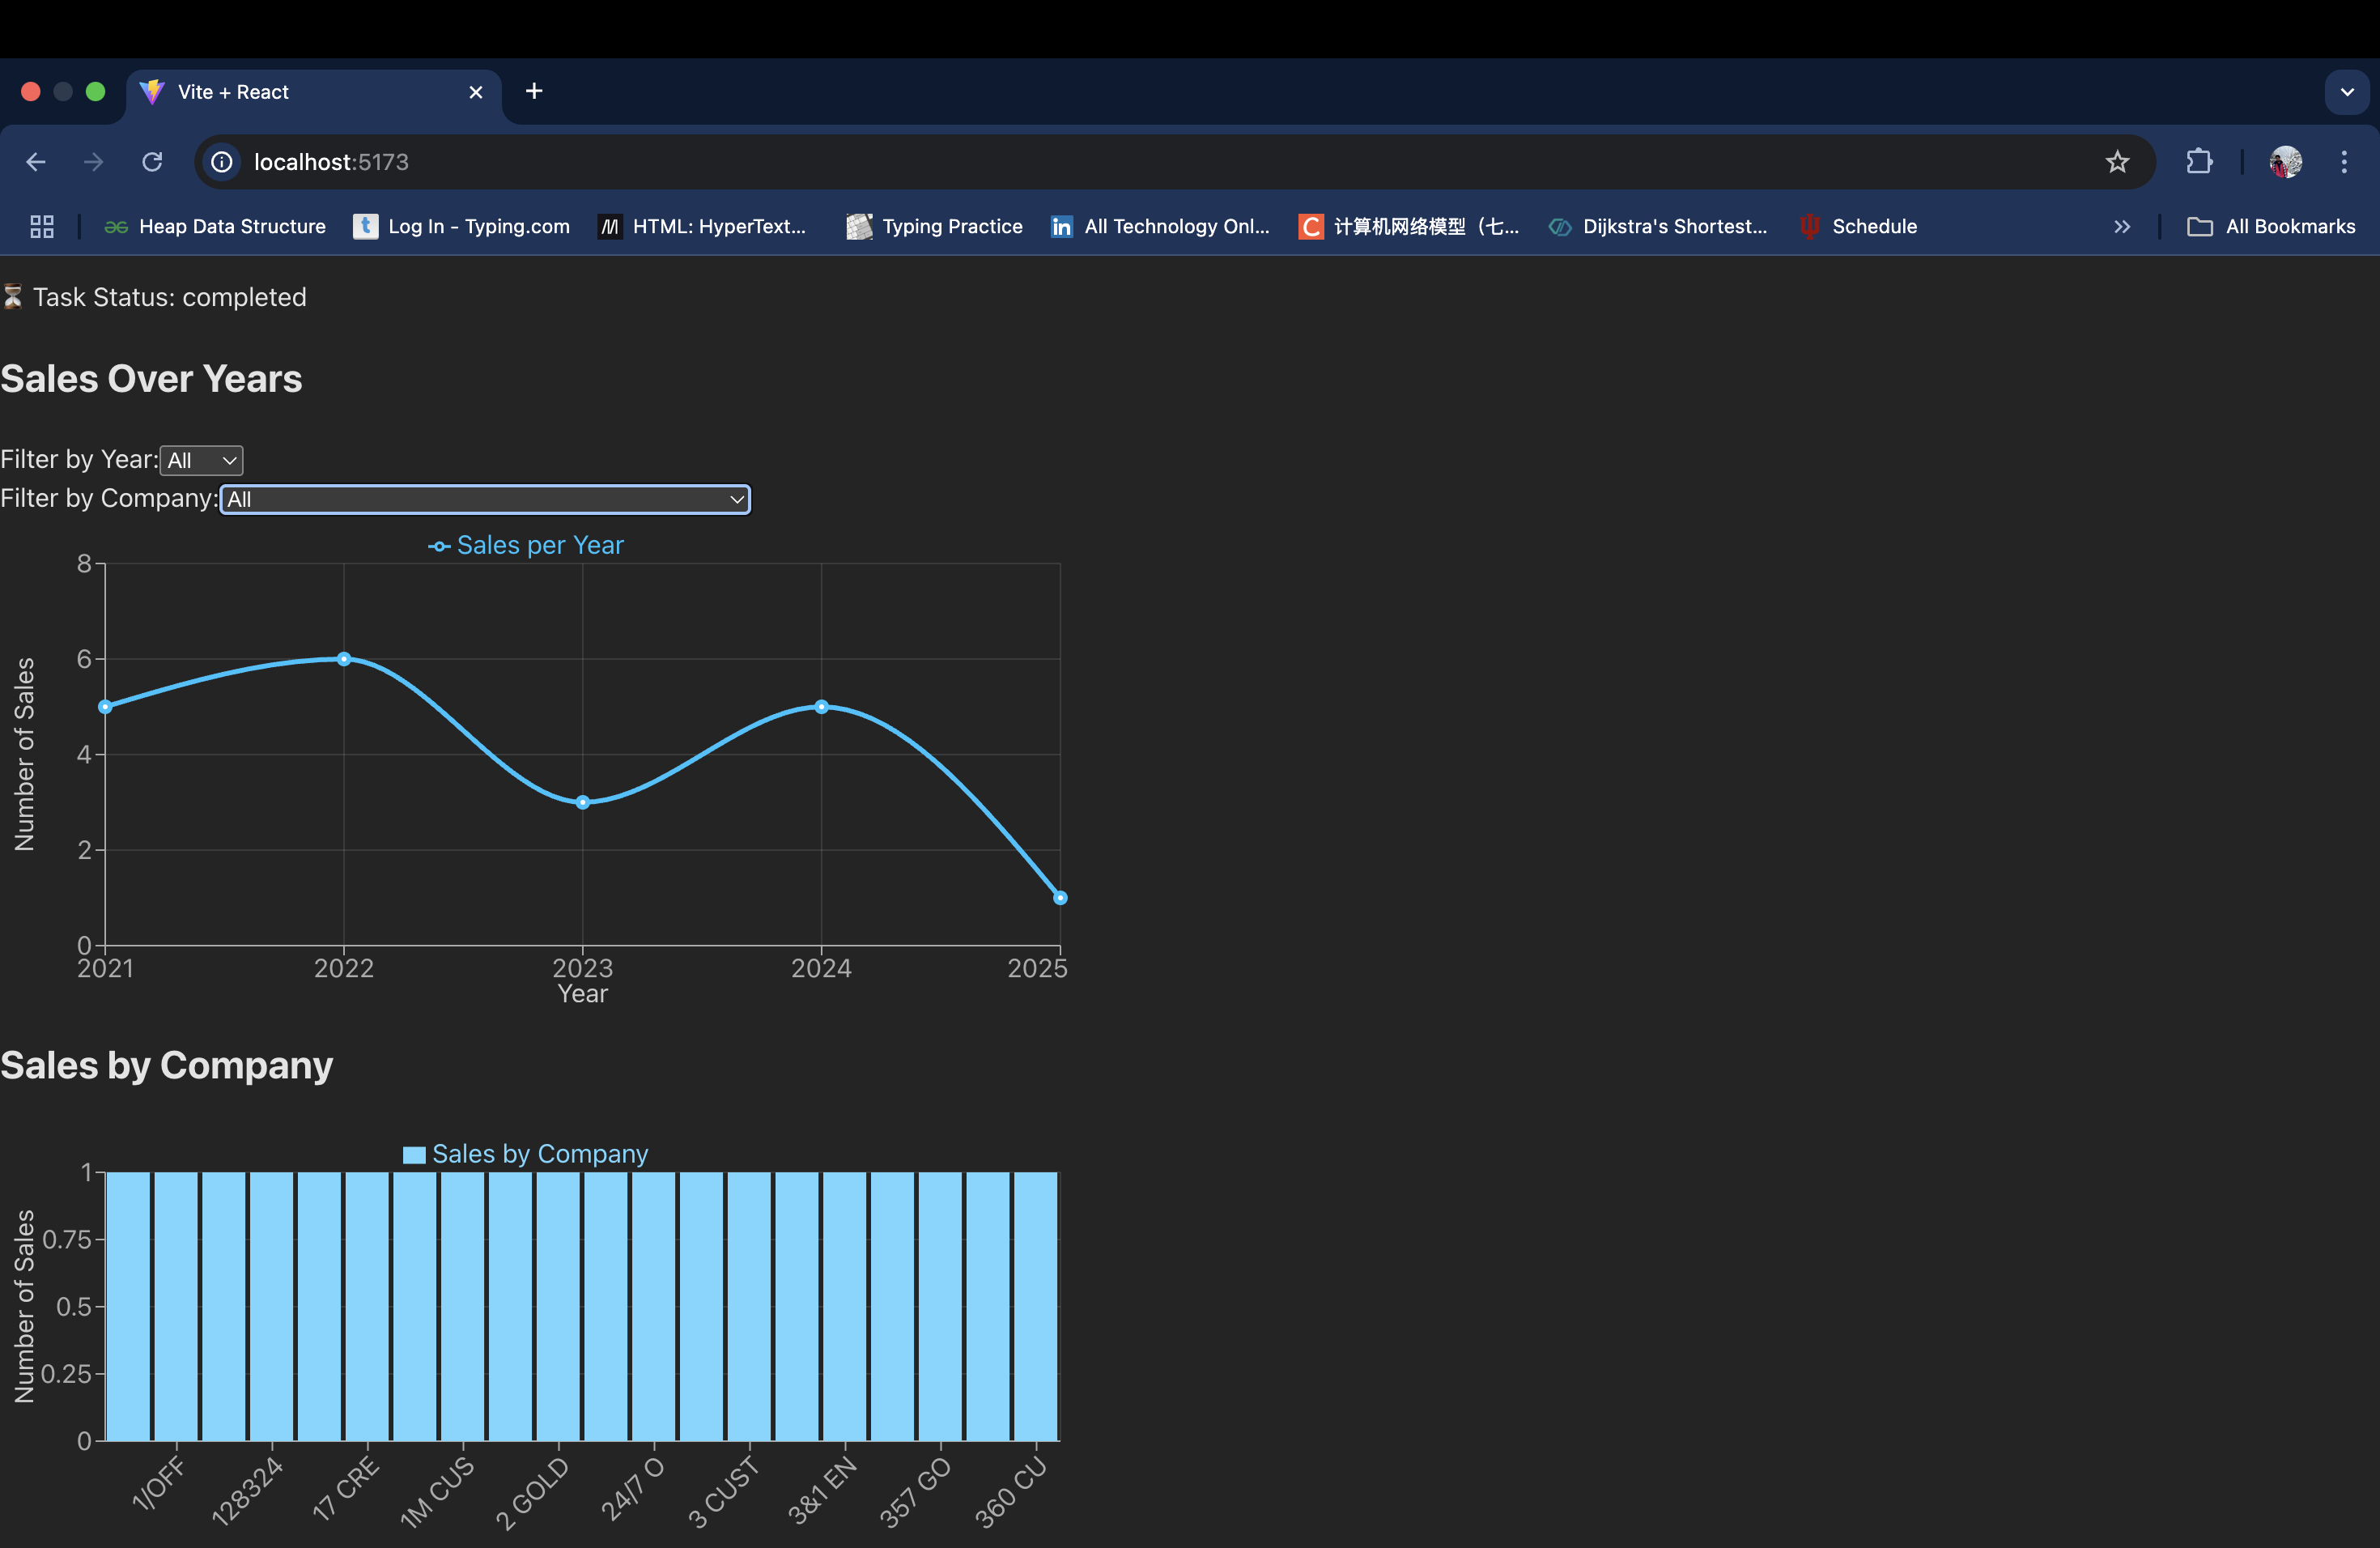 Vite + React
localhost:5173
Heap Data Structure
Log In - Typing.com
HTML: HyperText...
Typing Practice
All Technology Onl...
计算机网络模型（七...
Dijkstra's Shortest...
Schedule
All Bookmarks
Task Status: completed
Sales Over Years
Filter by Year: All
Filter by Company: All
Sales per Year
8
6
4
2
0
Number of Sales
2021 2022 2023 2024 2025
Year
Sales by Company
Sales by Company
1
0.75
0.5
0.25
0
Number of Sales
1/OFF
128324
17 CRE
1M CUS
2 GOLD
24/7 O
3 CUST
3&1 EN
357 GO
360 CU